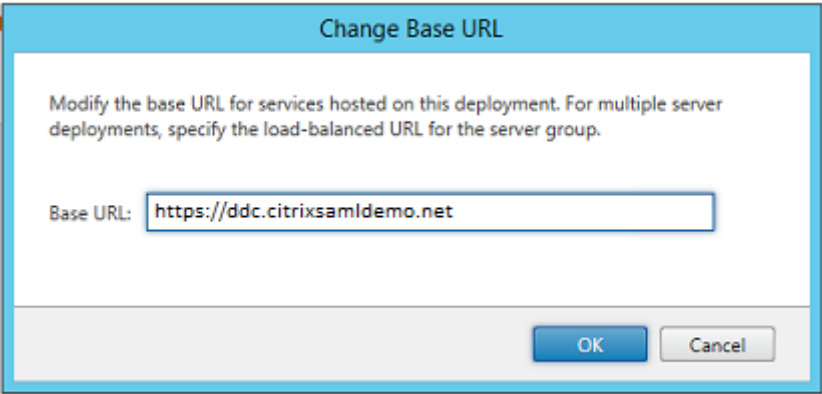 Change Base URL
Modify the base URL for services hosted on this deployment. For multiple server
deployments, specify the load-balanced URL for the server group.
Base URL: https://ddc.citrixsamldemo.net
OK Cancel